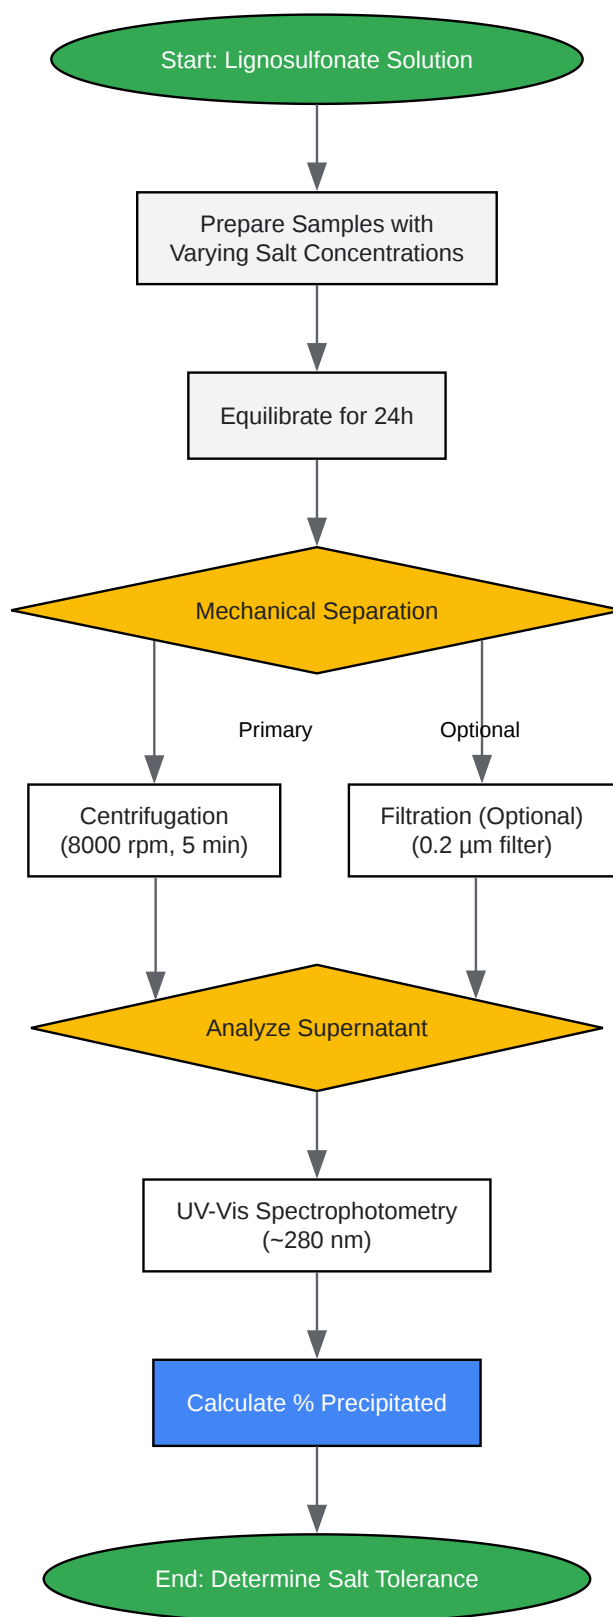 Start: Lignosulfonate Solution
Prepare Samples with
Varying Salt Concentrations
Equilibrate for 24h
Mechanical Separation
Primary
Optional
Centrifugation
(8000 rpm, 5 min)
Filtration (Optional)
(0.2 µm filter)
Analyze Supernatant
UV-Vis Spectrophotometry
(~280 nm)
Calculate % Precipitated
End: Determine Salt Tolerance